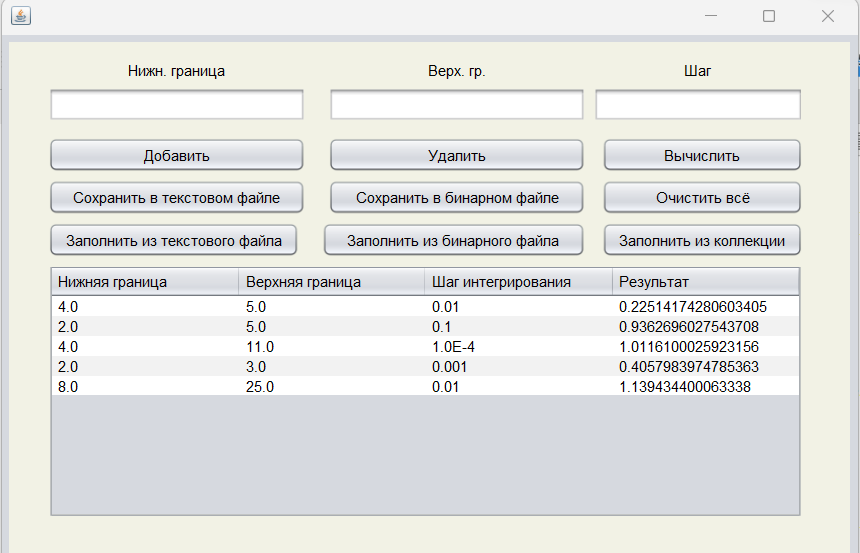 Нижн. граница Верх. гр. Шаг
Добавить Удалить Вычислить
Сохранить в текстовом файле Сохранить в бинарном файле Очистить всё
Заполнить из текстового файла Заполнить из бинарного файла Заполнить из коллекции
Нижняя граница Верхняя граница Шаг интегрирования Результат
4.0 5.0 0.01 0.22514174280603405
2.0 5.0 0.1 0.9362696027543708
4.0 11.0 1.0E-4 1.0116100025923156
2.0 3.0 0.001 0.4057983974785363
8.0 25.0 0.01 1.139434400063338